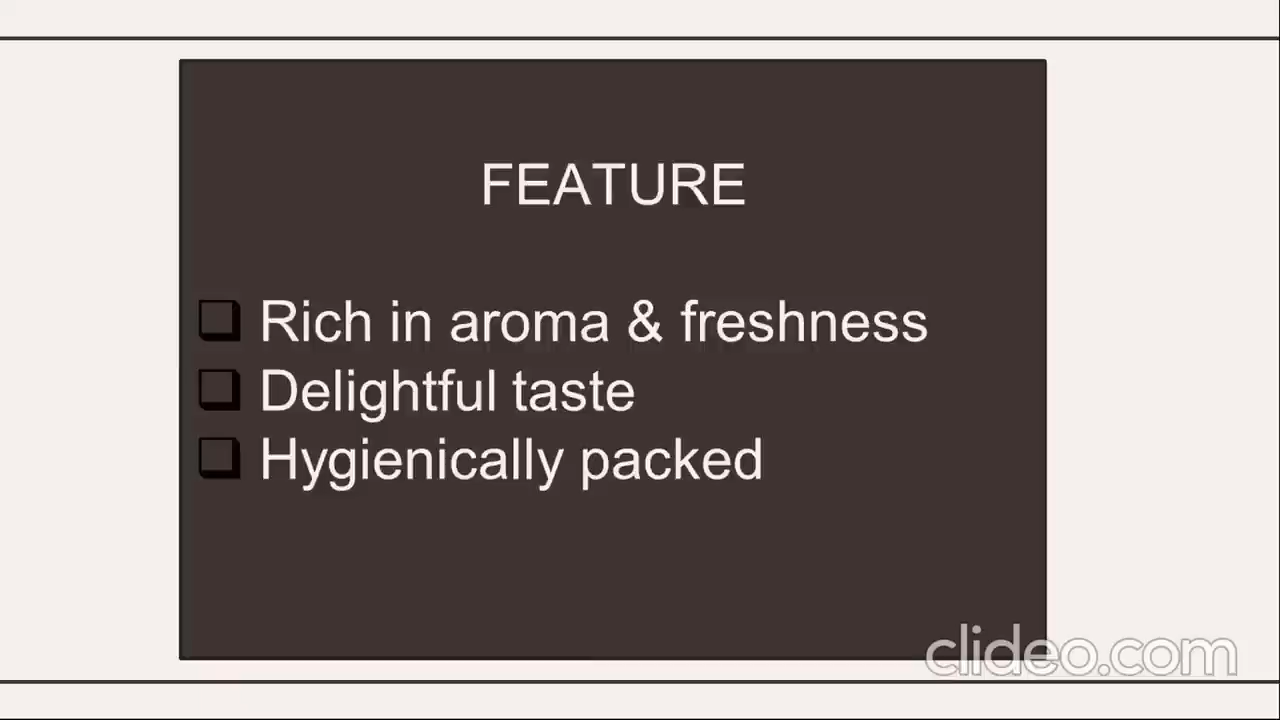 FEATURE
Rich in aroma & freshness
Delightful taste
Hygienically packed
clideo.com